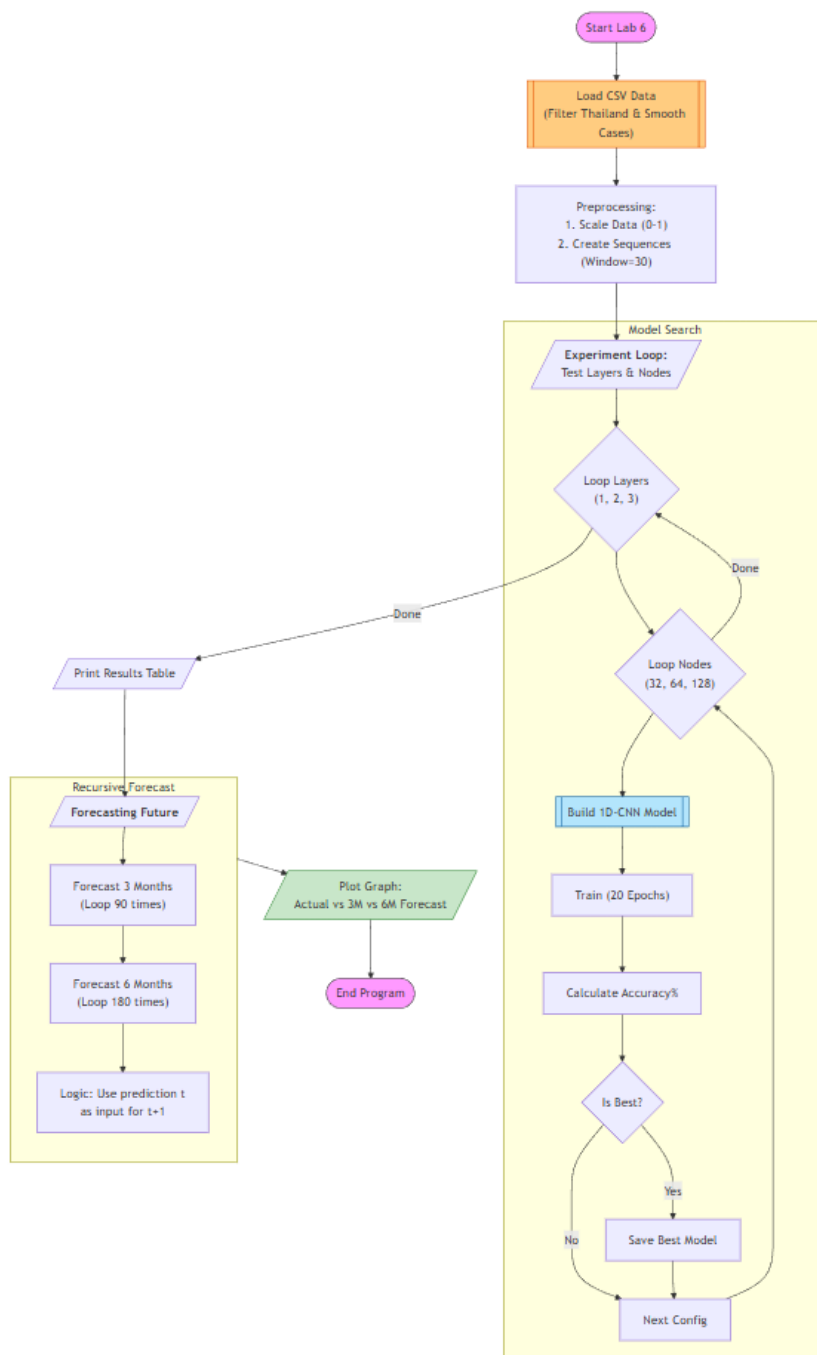 Start Lab 6
Load CSV Data
(Filter Thailand & Smooth
Cases)
Preprocessing:
1. Scale Data (0-1)
2. Create Sequences
(Window=30)
Model Search
Experiment Loop:
Test Layers & Nodes
Loop Layers
(1, 2, 3)
Done
Done
Loop Nodes
(32, 64, 128)
Print Results Table
Recursive Forecast
Forecasting Future
Forecast 3 Months
(Loop 90 times)
Forecast 6 Months
(Loop 180 times)
Logic: Use prediction t
as input for t+1
Plot Graph:
Actual vs 3M vs 6M Forecast
End Program
Build 1D-CNN Model
Train (20 Epochs)
Calculate Accuracy%
Is Best?
Yes
No
Save Best Model
Next Config